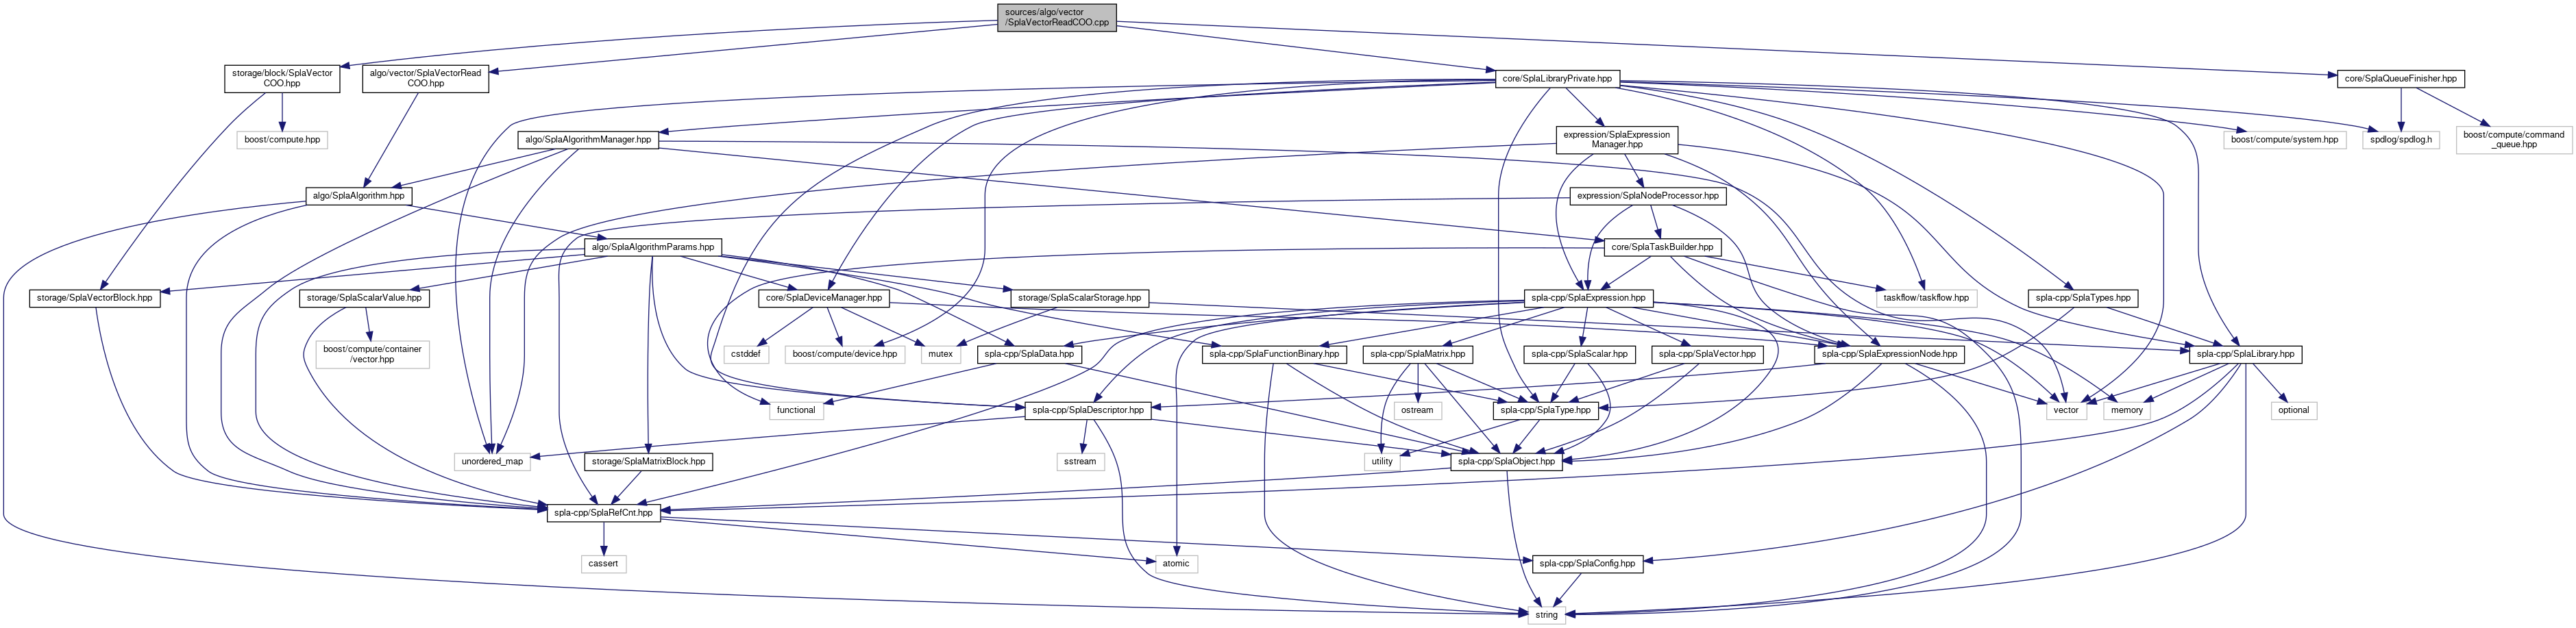 sources/algo/vector
/SplaVectorReadCOO.cpp
storage/block/SplaVector
COO.hpp
algo/vector/SplaVectorRead
COO.hpp
core/SplaLibraryPrivate.hpp
core/SplaQueueFinisher.hpp
boost/compute.hpp
algo/SplaAlgorithmManager.hpp
expression/SplaExpression
Manager.hpp
boost/compute/system.hpp
spdlog/spdlog.h
boost/compute/command
_queue.hpp
algo/SplaAlgorithm.hpp
expression/SplaNodeProcessor.hpp
algo/SplaAlgorithmParams.hpp
core/SplaTaskBuilder.hpp
storage/SplaVectorBlock.hpp
storage/SplaScalarValue.hpp
core/SplaDeviceManager.hpp
storage/SplaScalarStorage.hpp
spla-cpp/SplaExpression.hpp
taskflow/taskflow.hpp
spla-cpp/SplaTypes.hpp
boost/compute/container
/vector.hpp
cstddef
boost/compute/device.hpp
mutex
spla-cpp/SplaData.hpp
spla-cpp/SplaFunctionBinary.hpp
spla-cpp/SplaMatrix.hpp
spla-cpp/SplaScalar.hpp
spla-cpp/SplaVector.hpp
spla-cpp/SplaExpressionNode.hpp
spla-cpp/SplaLibrary.hpp
functional
spla-cpp/SplaDescriptor.hpp
ostream
spla-cpp/SplaType.hpp
vector
memory
optional
unordered_map
storage/SplaMatrixBlock.hpp
sstream
utility
spla-cpp/SplaObject.hpp
spla-cpp/SplaRefCnt.hpp
cassert
atomic
spla-cpp/SplaConfig.hpp
string